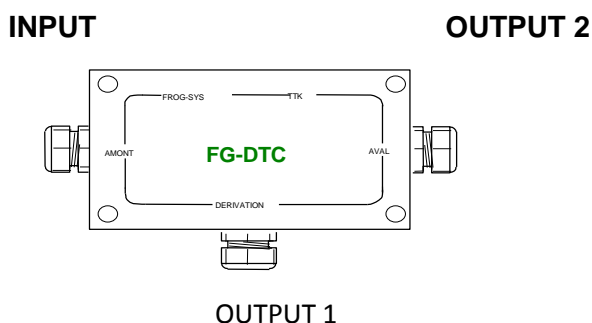 INPUT OUTPUT 2
FROG-SYS TTK
AMONT FG-DTC AVAL
DERIVATION
OUTPUT 1